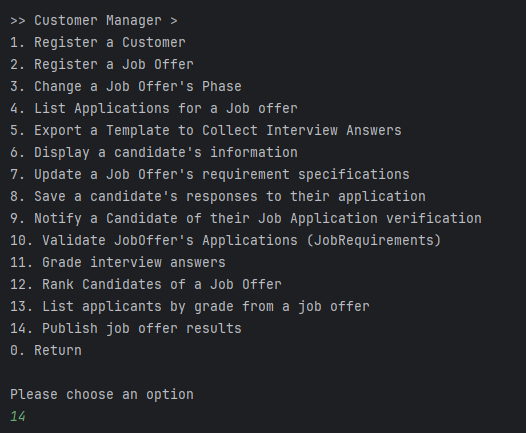 >> Customer Manager >
1. Register a Customer
2. Register a Job Offer
3. Change a Job Offer's Phase
4. List Applications for a Job offer
5. Export a Template to Collect Interview Answers
6. Display a candidate's information
7. Update a Job Offer's requirement specifications
8. Save a candidate's responses to their application
9. Notify a Candidate of their Job Application verification
10. Validate JobOffer's Applications (JobRequirements)
11. Grade interview answers
12. Rank Candidates of a Job Offer
13. List applicants by grade from a job offer
14. Publish job offer results
0. Return
Please choose an option
14